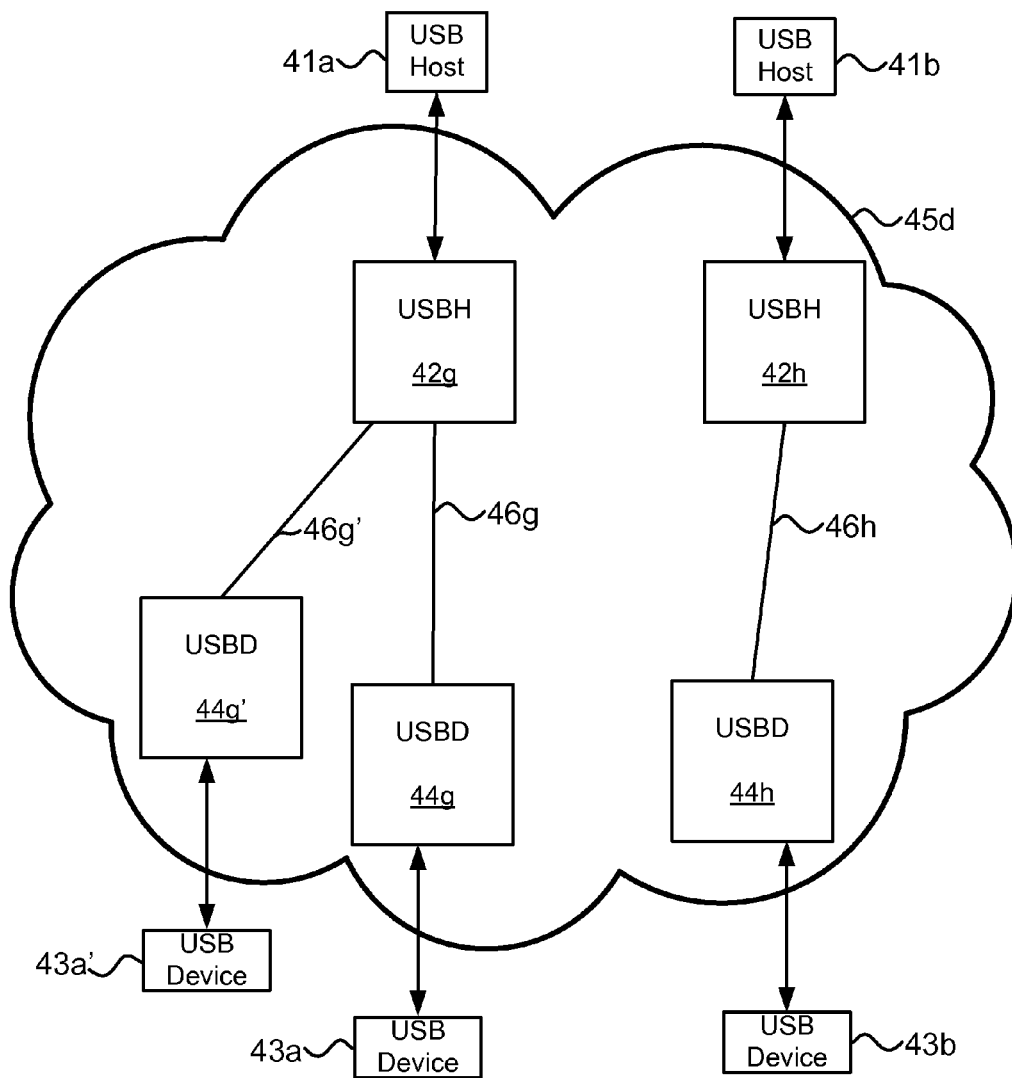 USB
Host
41a
USB
Host
41b
45d
USBH
42g
USBH
42h
46g’
46g
46h
USBD
44g’
USBD
44g
USBD
44h
USB
Device
43a’
USB
Device
43a
USB
Device
43b